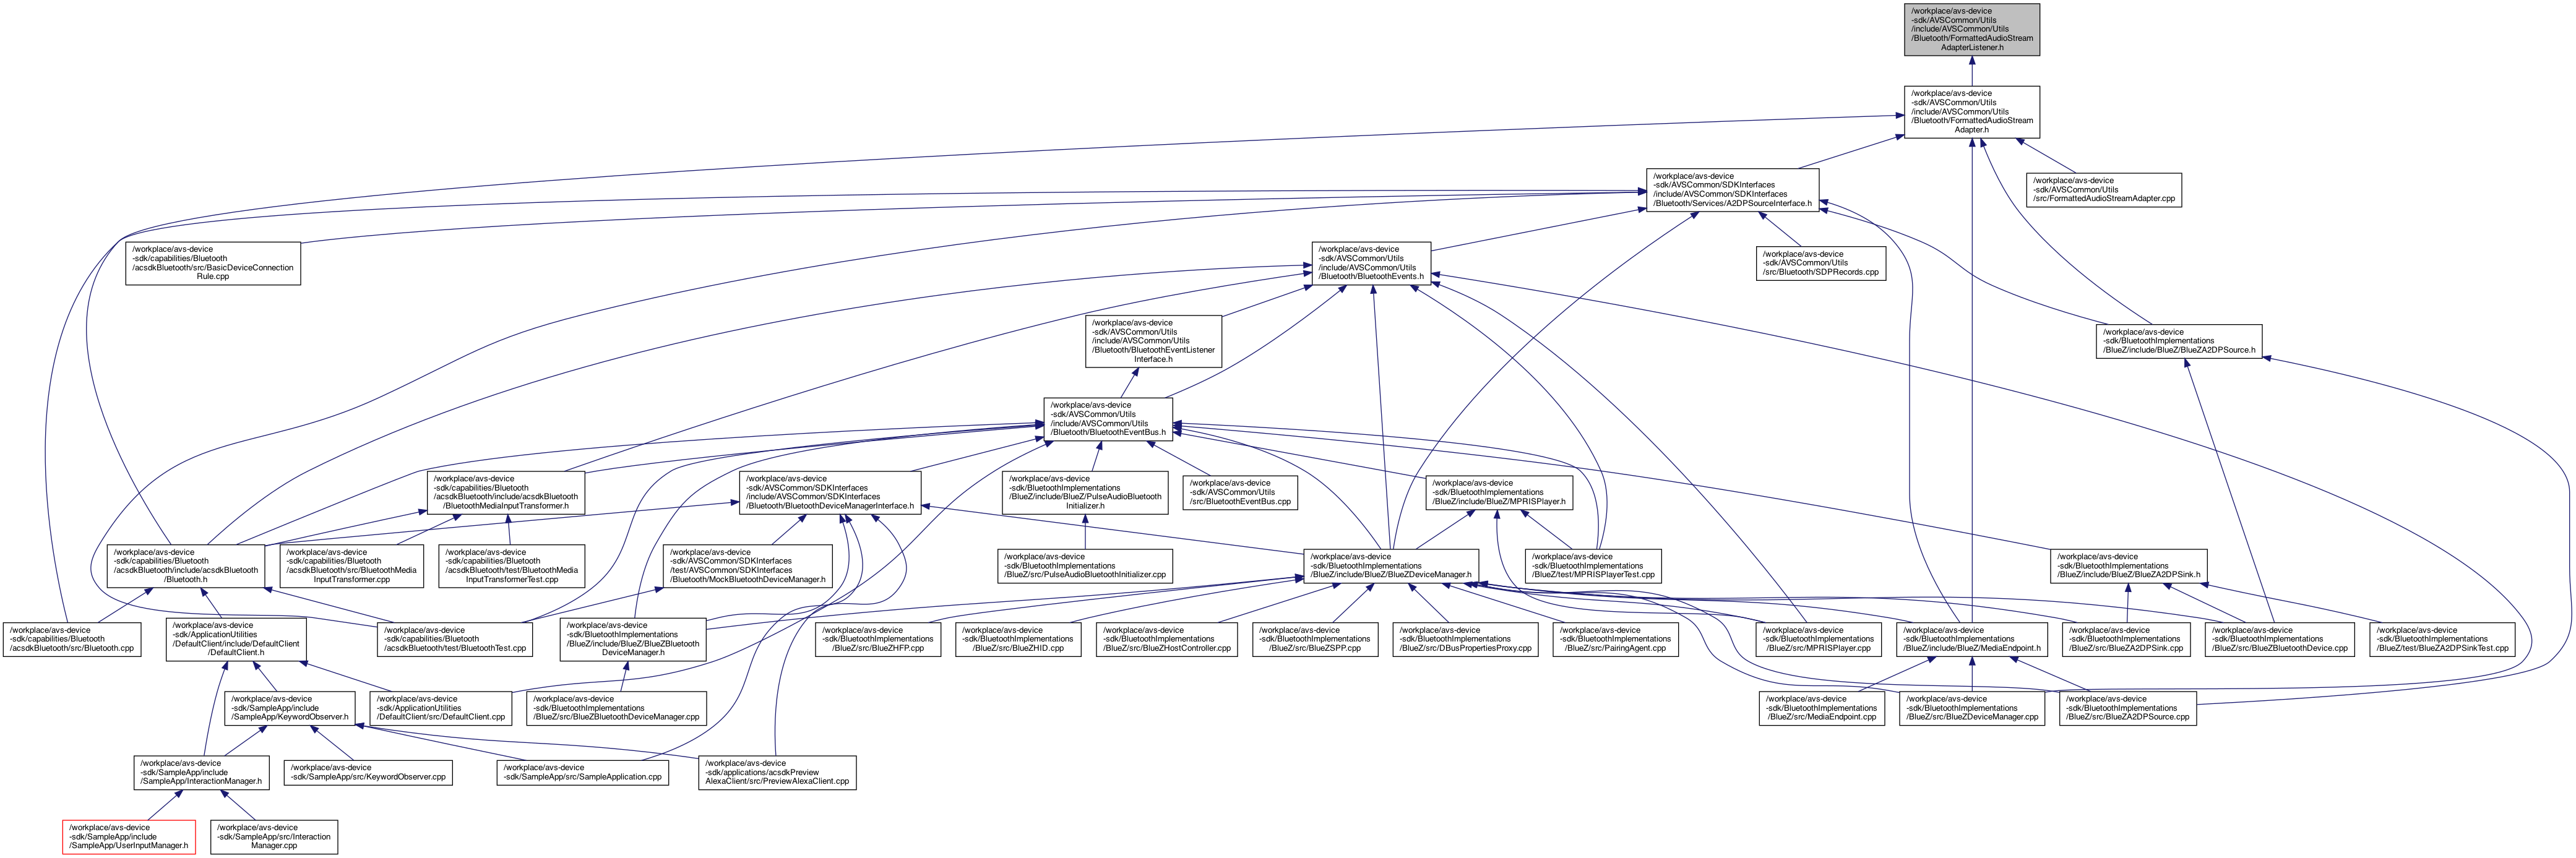 /workplace/avs-device
-sdk/AVSCommon/Utils
/include/AVSCommon/Utils
/Bluetooth/FormattedAudioStream
AdapterListener.h
/workplace/avs-device
-sdk/AVSCommon/Utils
/include/AVSCommon/Utils
/Bluetooth/FormattedAudioStream
Adapter.h
/workplace/avs-device
-sdk/AVSCommon/SDKInterfaces
/include/AVSCommon/SDKInterfaces
/Bluetooth/Services/A2DPSourceInterface.h
/workplace/avs-device
-sdk/AVSCommon/Utils
/src/FormattedAudioStreamAdapter.cpp
/workplace/avs-device
-sdk/capabilities/Bluetooth
/acsdkBluetooth/src/BasicDeviceConnection
Rule.cpp
/workplace/avs-device
-sdk/AVSCommon/Utils
/include/AVSCommon/Utils
/Bluetooth/BluetoothEvents.h
/workplace/avs-device
-sdk/AVSCommon/Utils
/src/Bluetooth/SDPRecords.cpp
/workplace/avs-device
-sdk/AVSCommon/Utils
/include/AVSCommon/Utils
/Bluetooth/BluetoothEventListener
Interface.h
/workplace/avs-device
-sdk/BluetoothImplementations
/BlueZ/include/BlueZ/BlueZA2DPSource.h
/workplace/avs-device
-sdk/AVSCommon/Utils
/include/AVSCommon/Utils
/Bluetooth/BluetoothEventBus.h
/workplace/avs-device
-sdk/capabilities/Bluetooth
/acsdkBluetooth/include/acsdkBluetooth
/BluetoothMediaInputTransformer.h
/workplace/avs-device
-sdk/AVSCommon/SDKInterfaces
/include/AVSCommon/SDKInterfaces
/Bluetooth/BluetoothDeviceManagerInterface.h
/workplace/avs-device
-sdk/BluetoothImplementations
/BlueZ/include/BlueZ/PulseAudioBluetooth
Initializer.h
/workplace/avs-device
-sdk/AVSCommon/Utils
/src/BluetoothEventBus.cpp
/workplace/avs-device
-sdk/BluetoothImplementations
/BlueZ/include/BlueZ/MPRISPlayer.h
/workplace/avs-device
-sdk/capabilities/Bluetooth
/acsdkBluetooth/include/acsdkBluetooth
/Bluetooth.h
/workplace/avs-device
-sdk/capabilities/Bluetooth
/acsdkBluetooth/src/BluetoothMedia
InputTransformer.cpp
/workplace/avs-device
-sdk/capabilities/Bluetooth
/acsdkBluetooth/test/BluetoothMedia
InputTransformerTest.cpp
/workplace/avs-device
-sdk/AVSCommon/SDKInterfaces
/test/AVSCommon/SDKInterfaces
/Bluetooth/MockBluetoothDeviceManager.h
/workplace/avs-device
-sdk/BluetoothImplementations
/BlueZ/src/PulseAudioBluetoothInitializer.cpp
/workplace/avs-device
-sdk/BluetoothImplementations
/BlueZ/include/BlueZ/BlueZDeviceManager.h
/workplace/avs-device
-sdk/BluetoothImplementations
/BlueZ/test/MPRISPlayerTest.cpp
/workplace/avs-device
-sdk/BluetoothImplementations
/BlueZ/include/BlueZ/BlueZA2DPSink.h
/workplace/avs-device
-sdk/capabilities/Bluetooth
/acsdkBluetooth/src/Bluetooth.cpp
/workplace/avs-device
-sdk/ApplicationUtilities
/DefaultClient/include/DefaultClient
/DefaultClient.h
/workplace/avs-device
-sdk/capabilities/Bluetooth
/acsdkBluetooth/test/BluetoothTest.cpp
/workplace/avs-device
-sdk/BluetoothImplementations
/BlueZ/include/BlueZ/BlueZBluetooth
DeviceManager.h
/workplace/avs-device
-sdk/BluetoothImplementations
/BlueZ/src/BlueZHFP.cpp
/workplace/avs-device
-sdk/BluetoothImplementations
/BlueZ/src/BlueZHID.cpp
/workplace/avs-device
-sdk/BluetoothImplementations
/BlueZ/src/BlueZHostController.cpp
/workplace/avs-device
-sdk/BluetoothImplementations
/BlueZ/src/BlueZSPP.cpp
/workplace/avs-device
-sdk/BluetoothImplementations
/BlueZ/src/DBusPropertiesProxy.cpp
/workplace/avs-device
-sdk/BluetoothImplementations
/BlueZ/src/PairingAgent.cpp
/workplace/avs-device
-sdk/BluetoothImplementations
/BlueZ/src/MPRISPlayer.cpp
/workplace/avs-device
-sdk/BluetoothImplementations
/BlueZ/include/BlueZ/MediaEndpoint.h
/workplace/avs-device
-sdk/BluetoothImplementations
/BlueZ/src/BlueZA2DPSink.cpp
/workplace/avs-device
-sdk/BluetoothImplementations
/BlueZ/src/BlueZBluetoothDevice.cpp
/workplace/avs-device
-sdk/BluetoothImplementations
/BlueZ/test/BlueZA2DPSinkTest.cpp
/workplace/avs-device
-sdk/SampleApp/include
/SampleApp/KeywordObserver.h
/workplace/avs-device
-sdk/ApplicationUtilities
/DefaultClient/src/DefaultClient.cpp
/workplace/avs-device
-sdk/BluetoothImplementations
/BlueZ/src/BlueZBluetoothDeviceManager.cpp
/workplace/avs-device
-sdk/BluetoothImplementations
/BlueZ/src/MediaEndpoint.cpp
/workplace/avs-device
-sdk/BluetoothImplementations
/BlueZ/src/BlueZDeviceManager.cpp
/workplace/avs-device
-sdk/BluetoothImplementations
/BlueZ/src/BlueZA2DPSource.cpp
/workplace/avs-device
-sdk/SampleApp/include
/SampleApp/InteractionManager.h
/workplace/avs-device
-sdk/SampleApp/src/KeywordObserver.cpp
/workplace/avs-device
-sdk/SampleApp/src/SampleApplication.cpp
/workplace/avs-device
-sdk/applications/acsdkPreview
AlexaClient/src/PreviewAlexaClient.cpp
/workplace/avs-device
-sdk/SampleApp/include
/SampleApp/UserInputManager.h
/workplace/avs-device
-sdk/SampleApp/src/Interaction
Manager.cpp